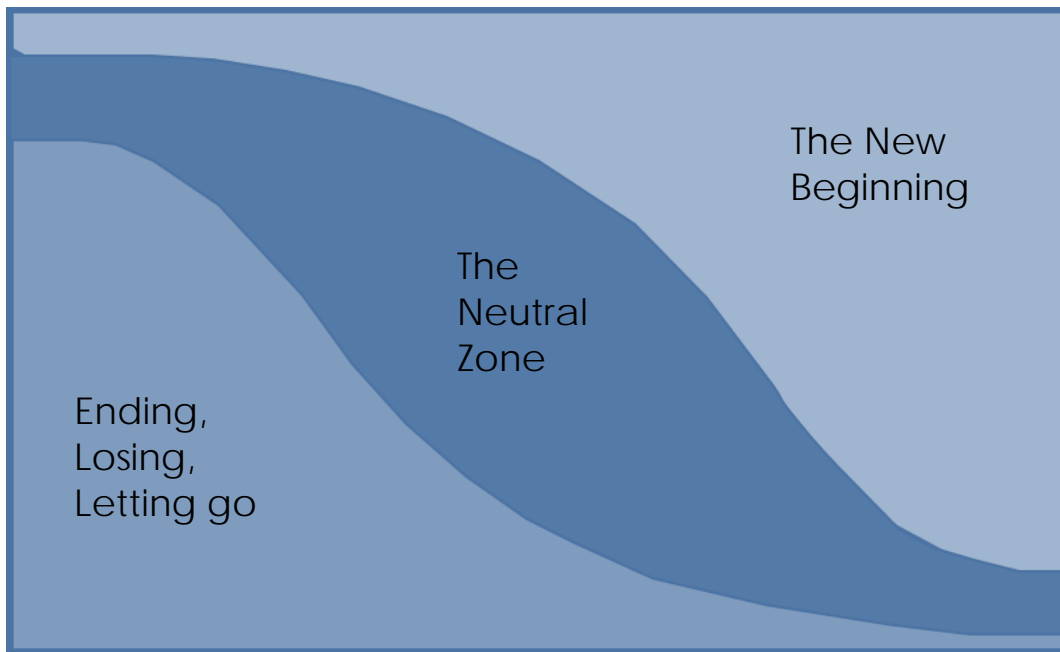 Ending,
Losing,
Letting go
The
Neutral
Zone
The New
Beginning